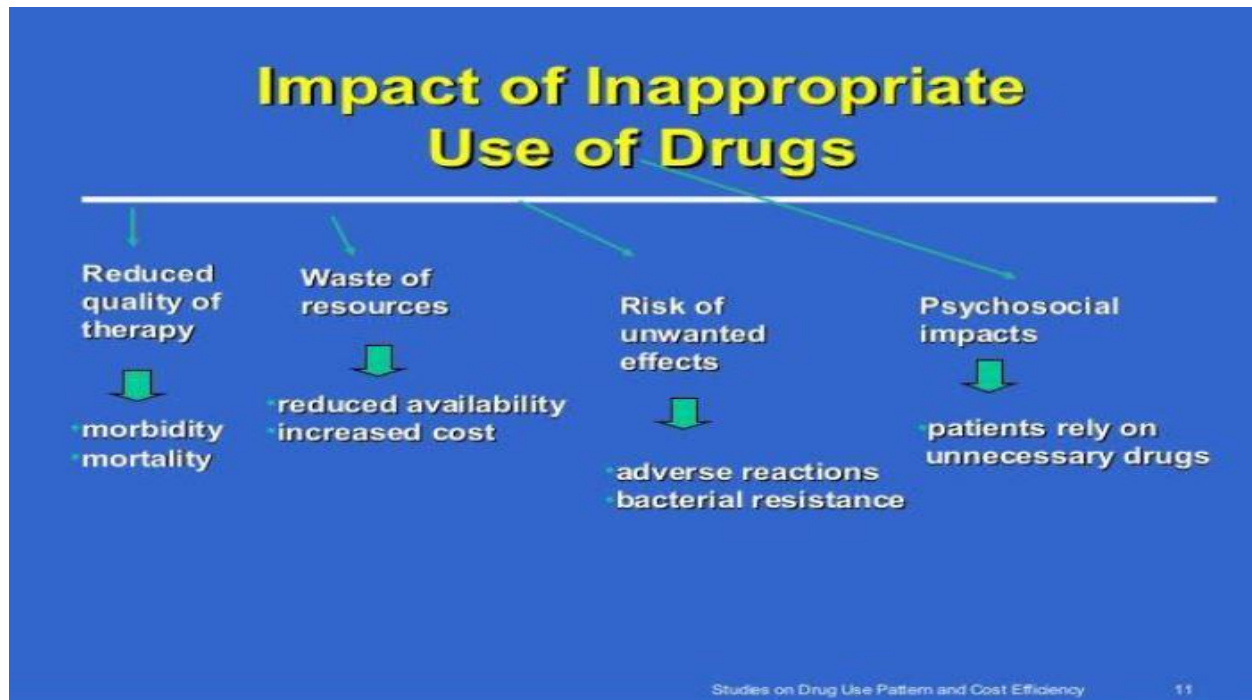 Impact of Inappropriate
Use of Drugs
Reduced
quality of
therapy
•morbidity
•mortality
Waste of
resources
•reduced availability
•increased cost
Risk of
unwanted
effects
•adverse reactions
•bacterial resistance
Psychosocial
impacts
•patients rely on
unnecessary drugs
Studies on Drug Use Pattern and Cost Efficiency 11